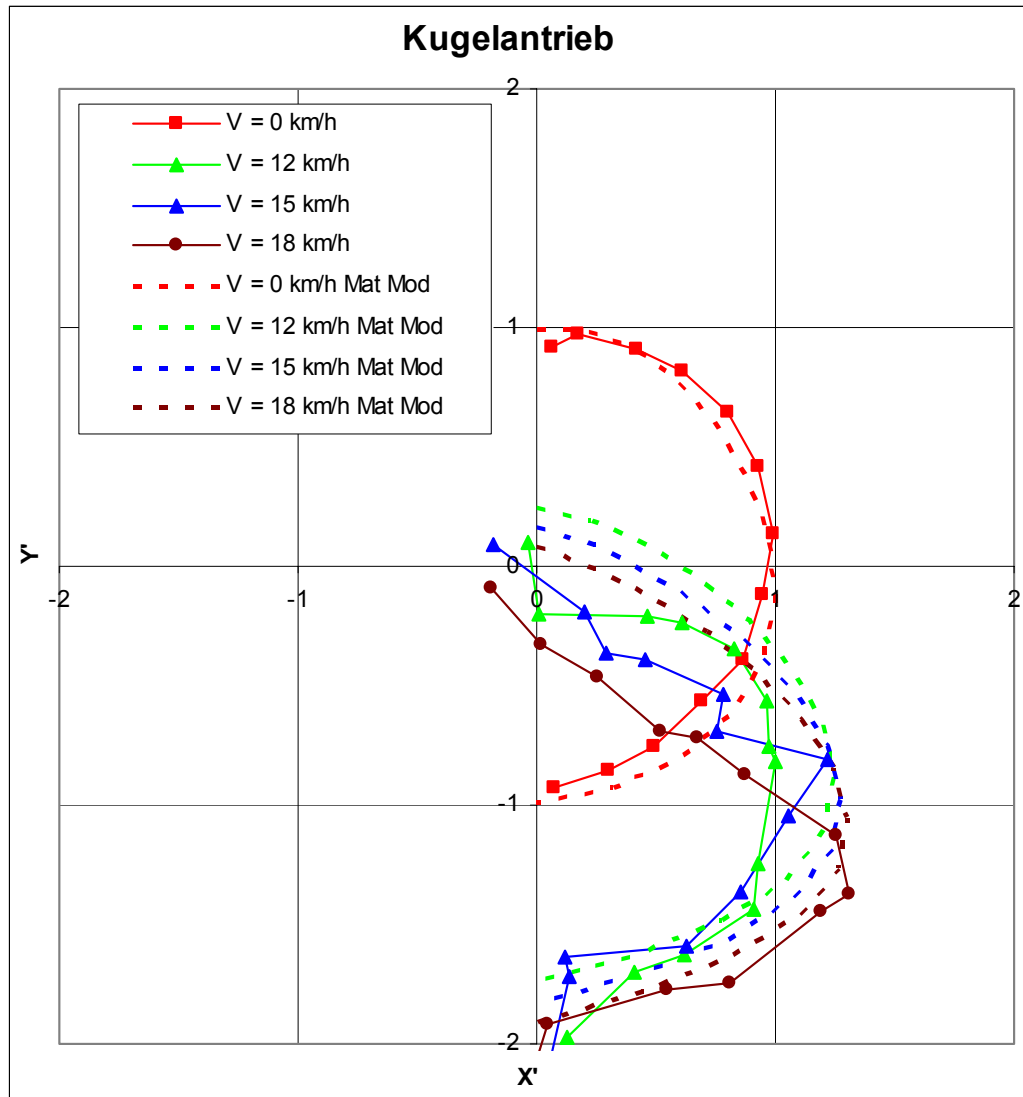 Kugelantrieb
2
V = 0 km/h
V = 12 km/h
V = 15 km/h
V = 18 km/h
V = 0 km/h Mat Mod
V = 12 km/h Mat Mod
V = 15 km/h Mat Mod
V = 18 km/h Mat Mod
1
Y'
0
-2
-1
0
1
2
-1
-2
X'